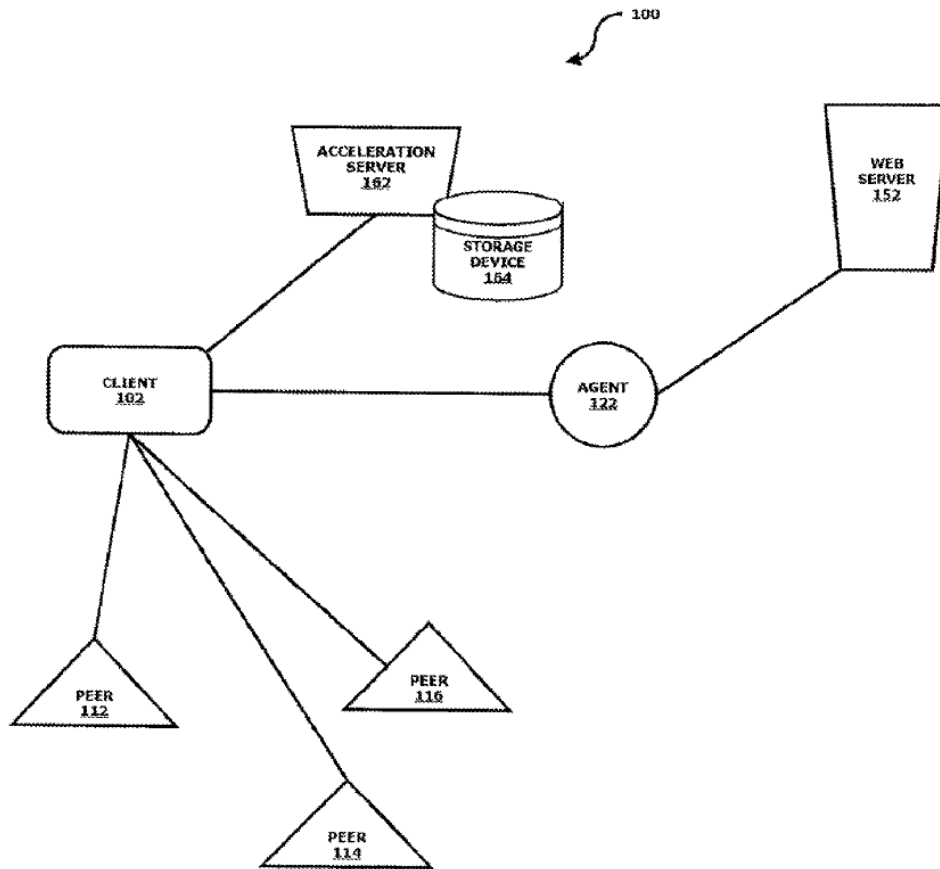 100
ACCELERATION
SERVER
162
WEB
SERVER
152
STORAGE
DEVICE
164
CLIENT
102
AGENT
122
PEER
112
PEER
116
PEER
114